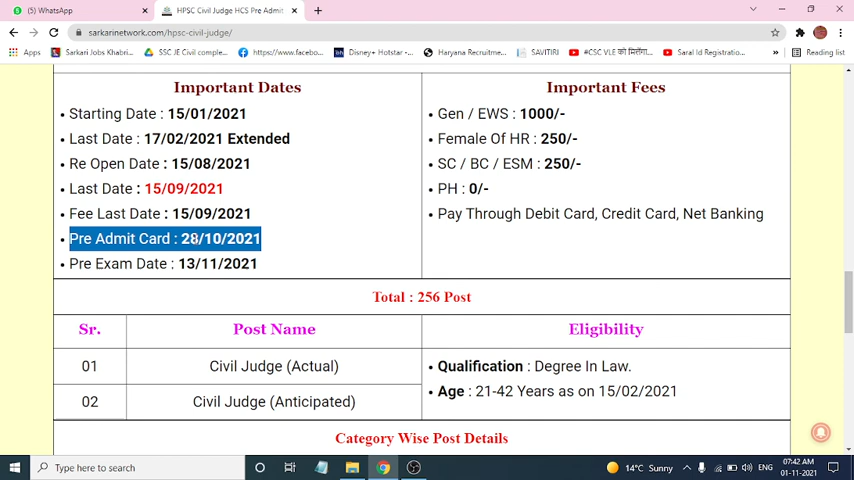 (5) WhatsApp
HPSC Civil Judge HCS Pre Admit
sarkarinetwork.com/hpsc-civil-judge/
Apps
Sarkari Jobs Khabri...
SSC JE Civil comple...
https://www.facebo...
Disney+ Hotstar -...
Haryana Recruitme...
SAVITIRI
#CSC VLE को मिलेगा...
Saral Id Registratio...
Reading list
Important Dates
Starting Date : 15/01/2021
Last Date : 17/02/2021 Extended
Re Open Date : 15/08/2021
Last Date : 15/09/2021
Fee Last Date : 15/09/2021
Pre Admit Card : 28/10/2021
Pre Exam Date : 13/11/2021
Important Fees
Gen / EWS : 1000/-
Female Of HR : 250/-
SC / BC / ESM : 250/-
PH : 0/-
Pay Through Debit Card, Credit Card, Net Banking
Total : 256 Post
Sr. Post Name Eligibility
01 Civil Judge (Actual)
02 Civil Judge (Anticipated)
Qualification : Degree In Law.
Age : 21-42 Years as on 15/02/2021
Category Wise Post Details
Type here to search
14°C Sunny
ENG
07:42 AM
01-11-2021